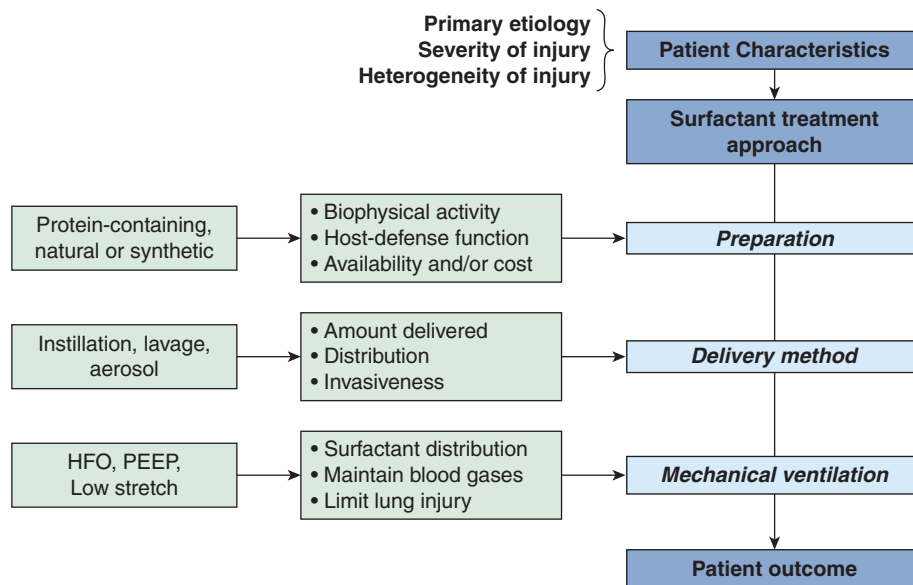 Primary etiology
Severity of injury
Heterogeneity of injury
Patient Characteristics
Surfactant treatment
approach
Protein-containing,
natural or synthetic
• Biophysical activity
• Host-defense function
• Availability and/or cost
Preparation
Instillation, lavage,
aerosol
• Amount delivered
• Distribution
• Invasiveness
Delivery method
HFO, PEEP,
Low stretch
• Surfactant distribution
• Maintain blood gases
• Limit lung injury
Mechanical ventilation
Patient outcome